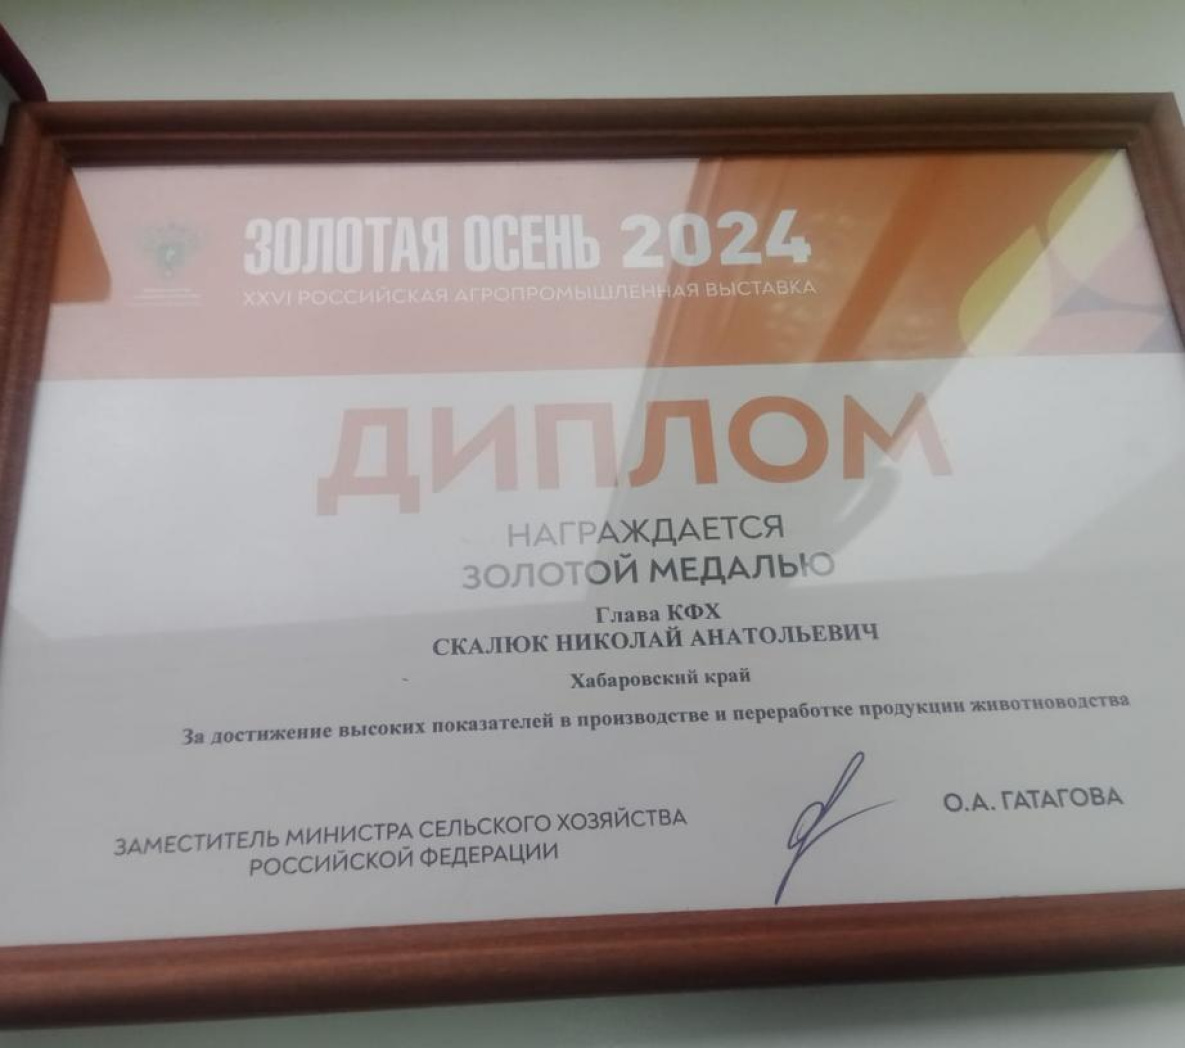 ЗОЛОТАЯ ОСЕНЬ 2024
XXVI РОССИЙСКАЯ АГРОПРОМЫШЛЕННАЯ ВЫСТАВКА
ДИПЛОМ
НАГРАЖДАЕТСЯ
ЗОЛОТОЙ МЕДАЛЬЮ
Глава КФХ
СКАЛЮК НИКОЛАЙ АНАТОЛЬЕВИЧ
Хабаровский край
За достижение высоких показателей в производстве и переработке продукции животноводства
ЗАМЕСТИТЕЛЬ МИНИСТРА СЕЛЬСКОГО ХОЗЯЙСТВА
РОССИЙСКОЙ ФЕДЕРАЦИИ
О.А. ГАТАГОВА